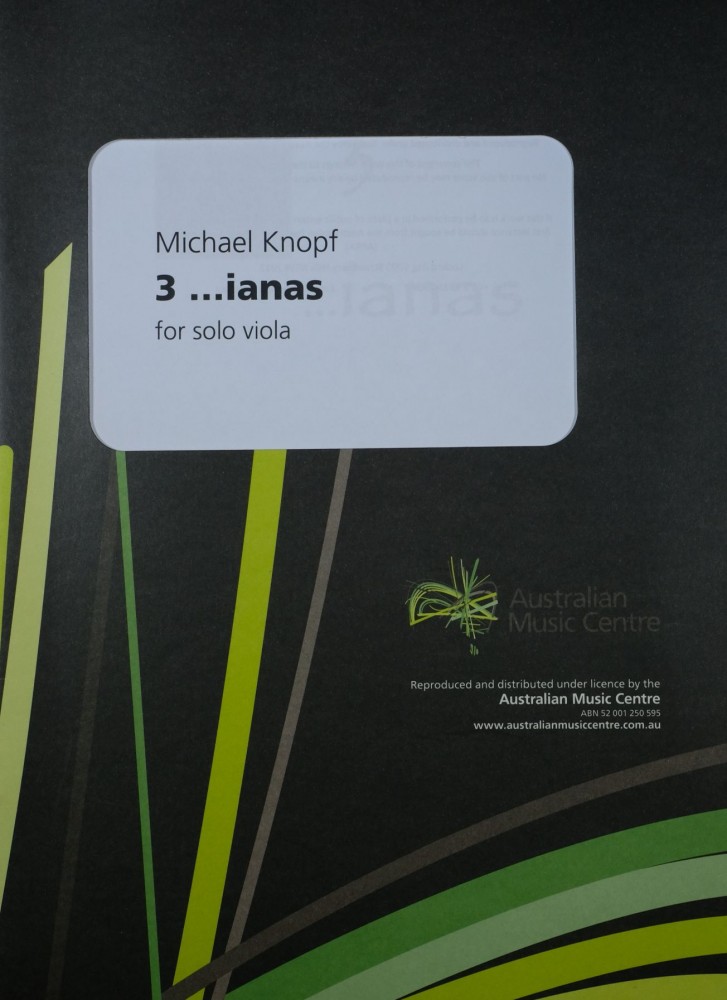 Michael Knopf
3 ...ianas
for solo viola
...ianas
Australian
Music Centre
Reproduced and distributed under licence by the
Australian Music Centre
ABN 52 001 250 595
www.australianmusiccentre.com.au